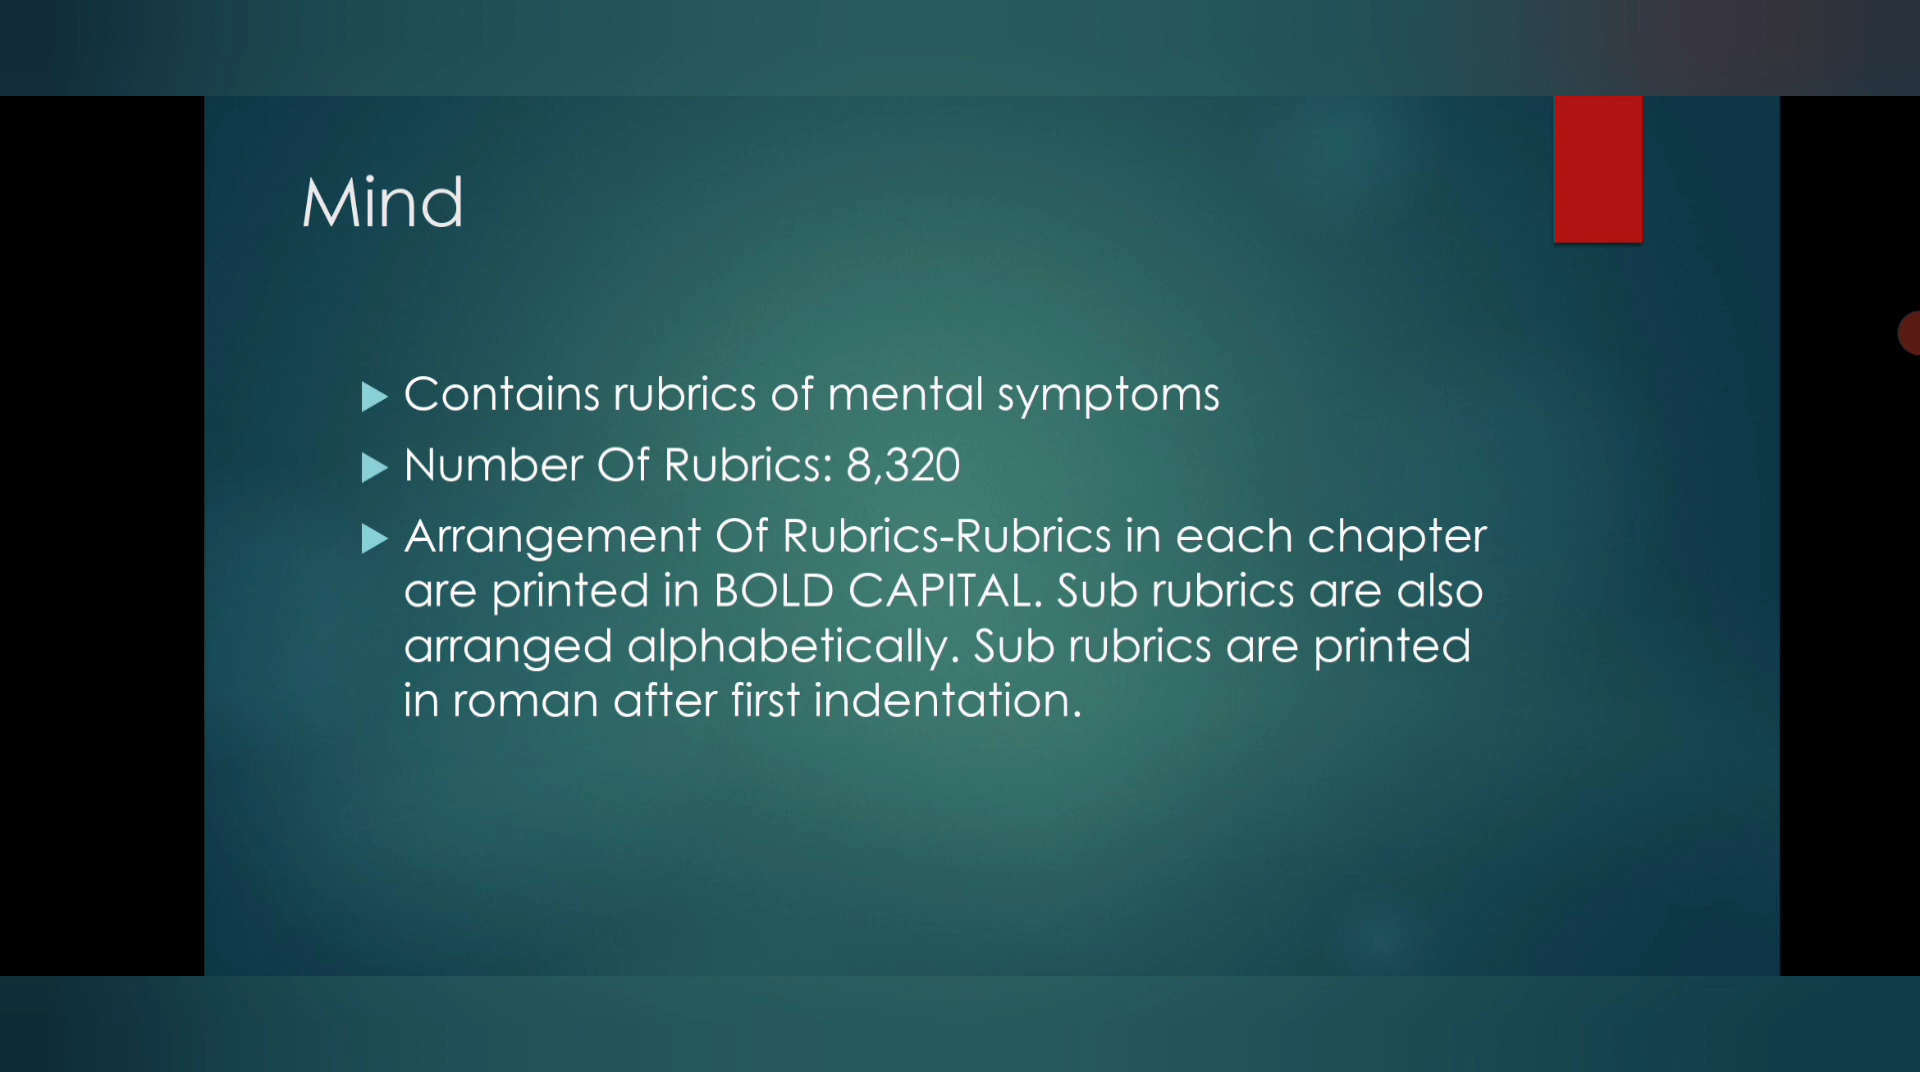 Mind
Contains rubrics of mental symptoms
Number Of Rubrics: 8,320
Arrangement Of Rubrics-Rubrics in each chapter
are printed in BOLD CAPITAL. Sub rubrics are also
arranged alphabetically. Sub rubrics are printed
in roman after first indentation.